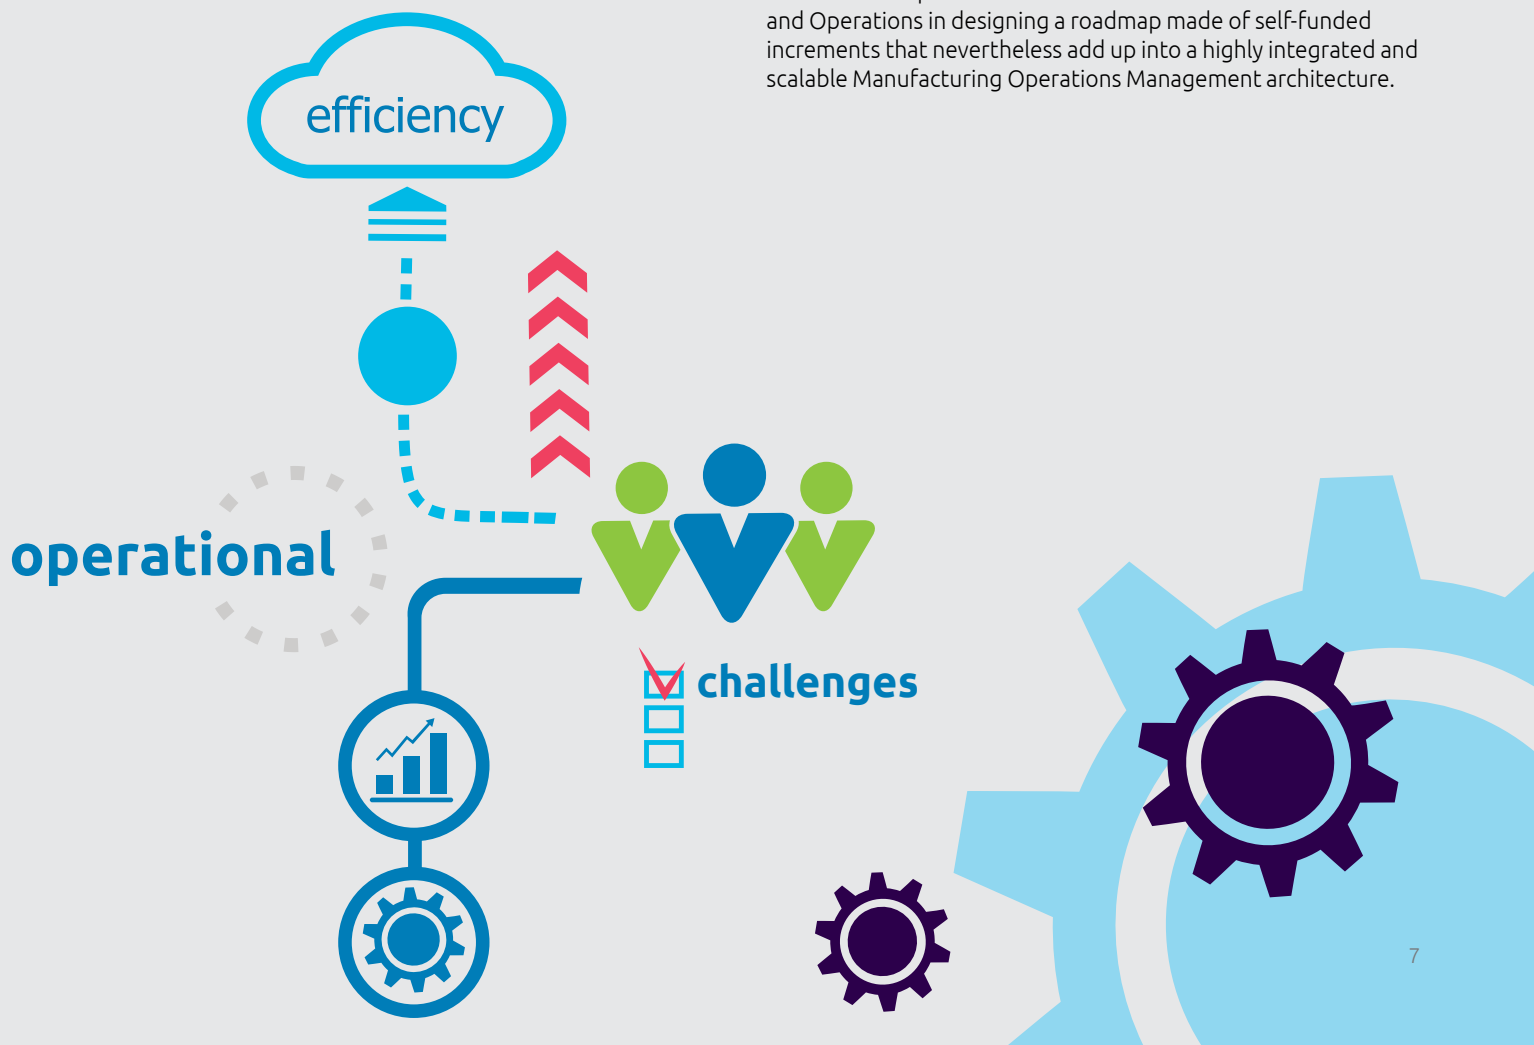 and Operations in designing a roadmap made of self-funded
increments that nevertheless add up into a highly integrated and
scalable Manufacturing Operations Management architecture.
efficiency
operational
challenges
7